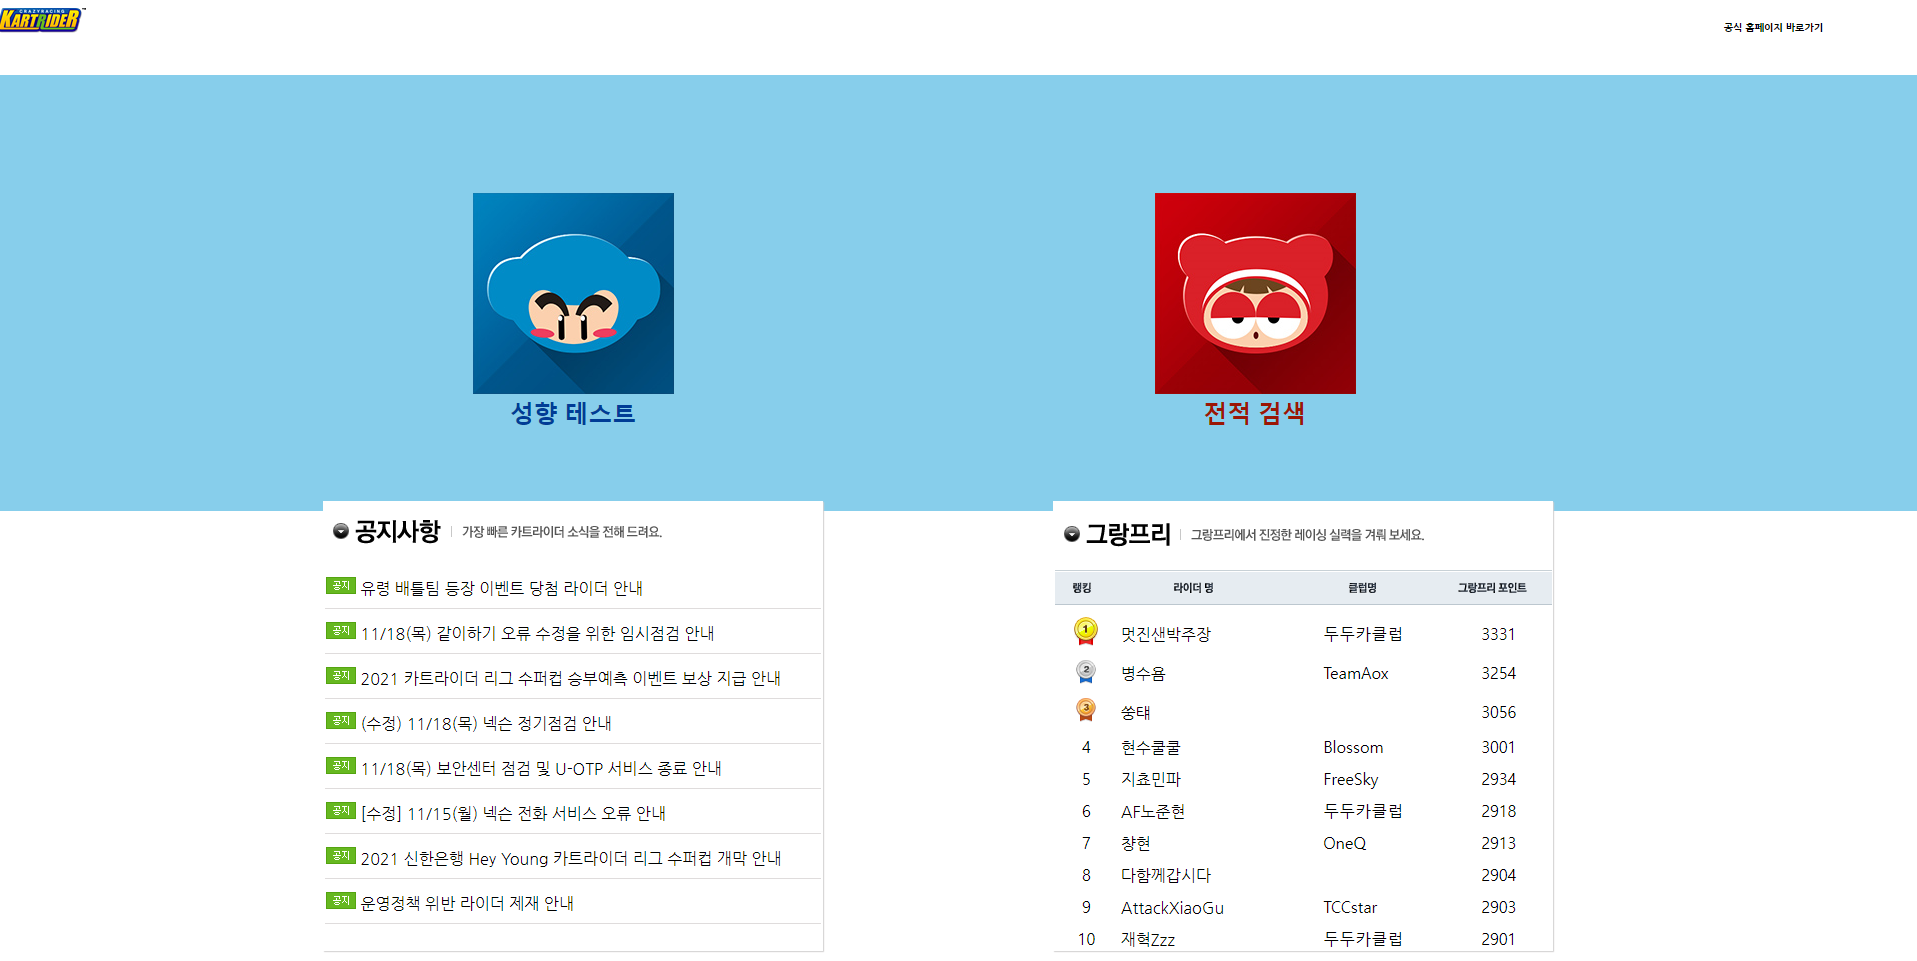 CRAZYRACING
KARTRIDER™
공식 홈페이지 바로가기
성향 테스트
전적 검색
공지사항 가장 빠른 카트라이더 소식을 전해 드려요.
공지 유령 배틀팀 등장 이벤트 당첨 라이더 안내
공지 11/18(목) 같이하기 오류 수정을 위한 임시점검 안내
공지 2021 카트라이더 리그 수퍼컵 승부예측 이벤트 보상 지급 안내
공지 (수정) 11/18(목) 넥슨 정기점검 안내
공지 11/18(목) 보안센터 점검 및 U-OTP 서비스 종료 안내
공지 [수정] 11/15(월) 넥슨 전화 서비스 오류 안내
공지 2021 신한은행 Hey Young 카트라이더 리그 수퍼컵 개막 안내
공지 운영정책 위반 라이더 제재 안내
그랑프리 그랑프리에서 진정한 레이싱 실력을 겨뤄 보세요.
랭킹 라이더 명 클럽명 그랑프리 포인트
1 멋진샌박주장 두두카클럽 3331
2 병수욤 TeamAox 3254
3 쑹턔 3056
4 현수쿨쿨 Blossom 3001
5 지쵸민파 FreeSky 2934
6 AF노준현 두두카클럽 2918
7 챵현 OneQ 2913
8 다함께갑시다 2904
9 AttackXiaoGu TCCstar 2903
10 재혁Zzz 두두카클럽 2901